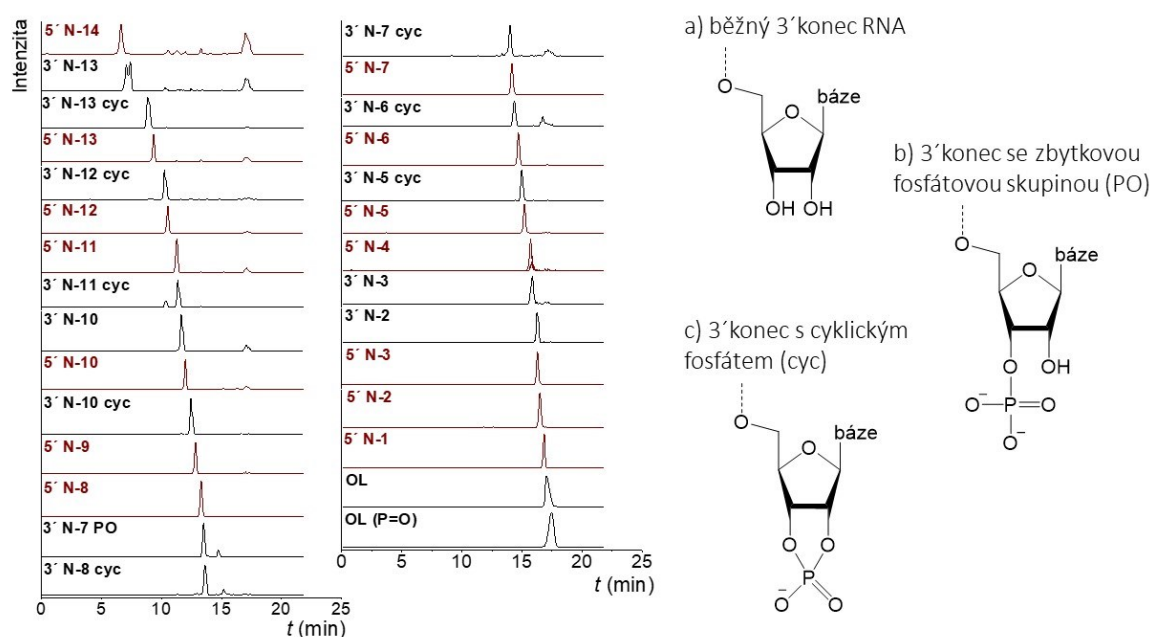 Intenzita
5´ N-14
3´ N-13
3´ N-13 cyc
5´ N-13
3´ N-12 cyc
5´ N-12
5´ N-11
3´ N-11 cyc
3´ N-10
5´ N-10
3´ N-10 cyc
5´ N-9
5´ N-8
3´ N-7 PO
3´ N-8 cyc
0 5 10 15 20 25
t (min)
3´ N-7 cyc
5´ N-7
3´ N-6 cyc
5´ N-6
3´ N-5 cyc
5´ N-5
5´ N-4
3´ N-3
3´ N-2
5´ N-3
5´ N-2
5´ N-1
OL
OL (P=O)
0 5 10 15 20 25
t (min)
a) běžný 3´konec RNA
O
O
báze
OH OH
b) 3´konec se zbytkovou
fosfátovou skupinou (PO)
O
O
báze
O OH
⁻O P O
O⁻
c) 3´konec s cyklickým
fosfátem (cyc)
O
O
báze
O O
P
⁻O O